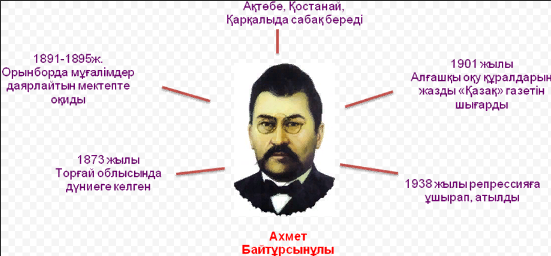 Ақтөбе, Қостанай,
Қарқалыда сабақ береді
1891-1895ж.
Орынборда мұғалімдер
даярлайтын мектепте
оқиды
1901 жылы
Алғашқы оқу құралдарын
жазды «Қазақ» газетін
шығарды
1873 жылы
Торғай облысында
дүниеге келген
1938 жылы репрессияға
ұшырап, атылды
Ахмет
Байтұрсынұлы